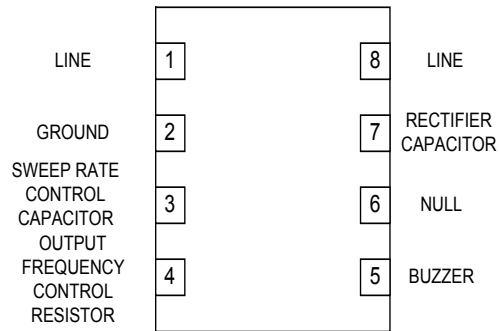 LINE
1
8
LINE
GROUND
2
7
RECTIFIER
CAPACITOR
SWEEP RATE
CONTROL
CAPACITOR
3
6
NULL
OUTPUT
FREQUENCY
CONTROL
RESISTOR
4
5
BUZZER